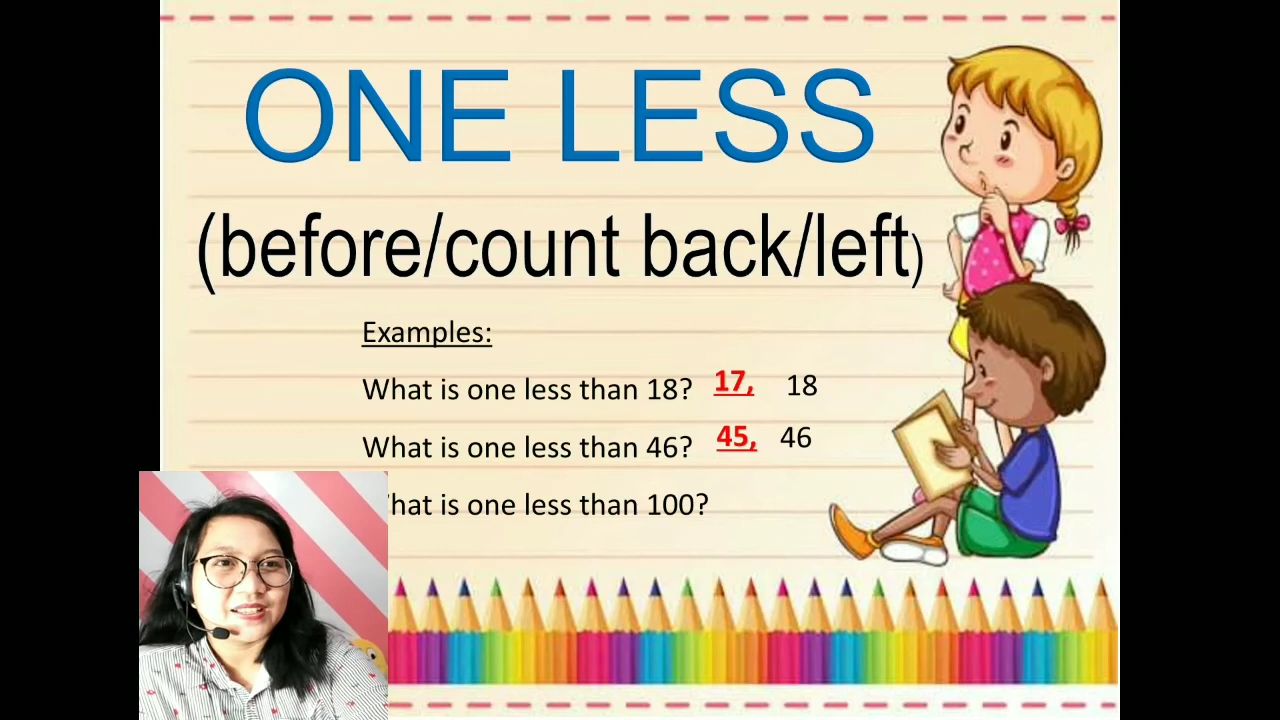 ONE LESS
(before/count back/left)
Examples:
What is one less than 18? 17, 18
What is one less than 46? 45, 46
hat is one less than 100?